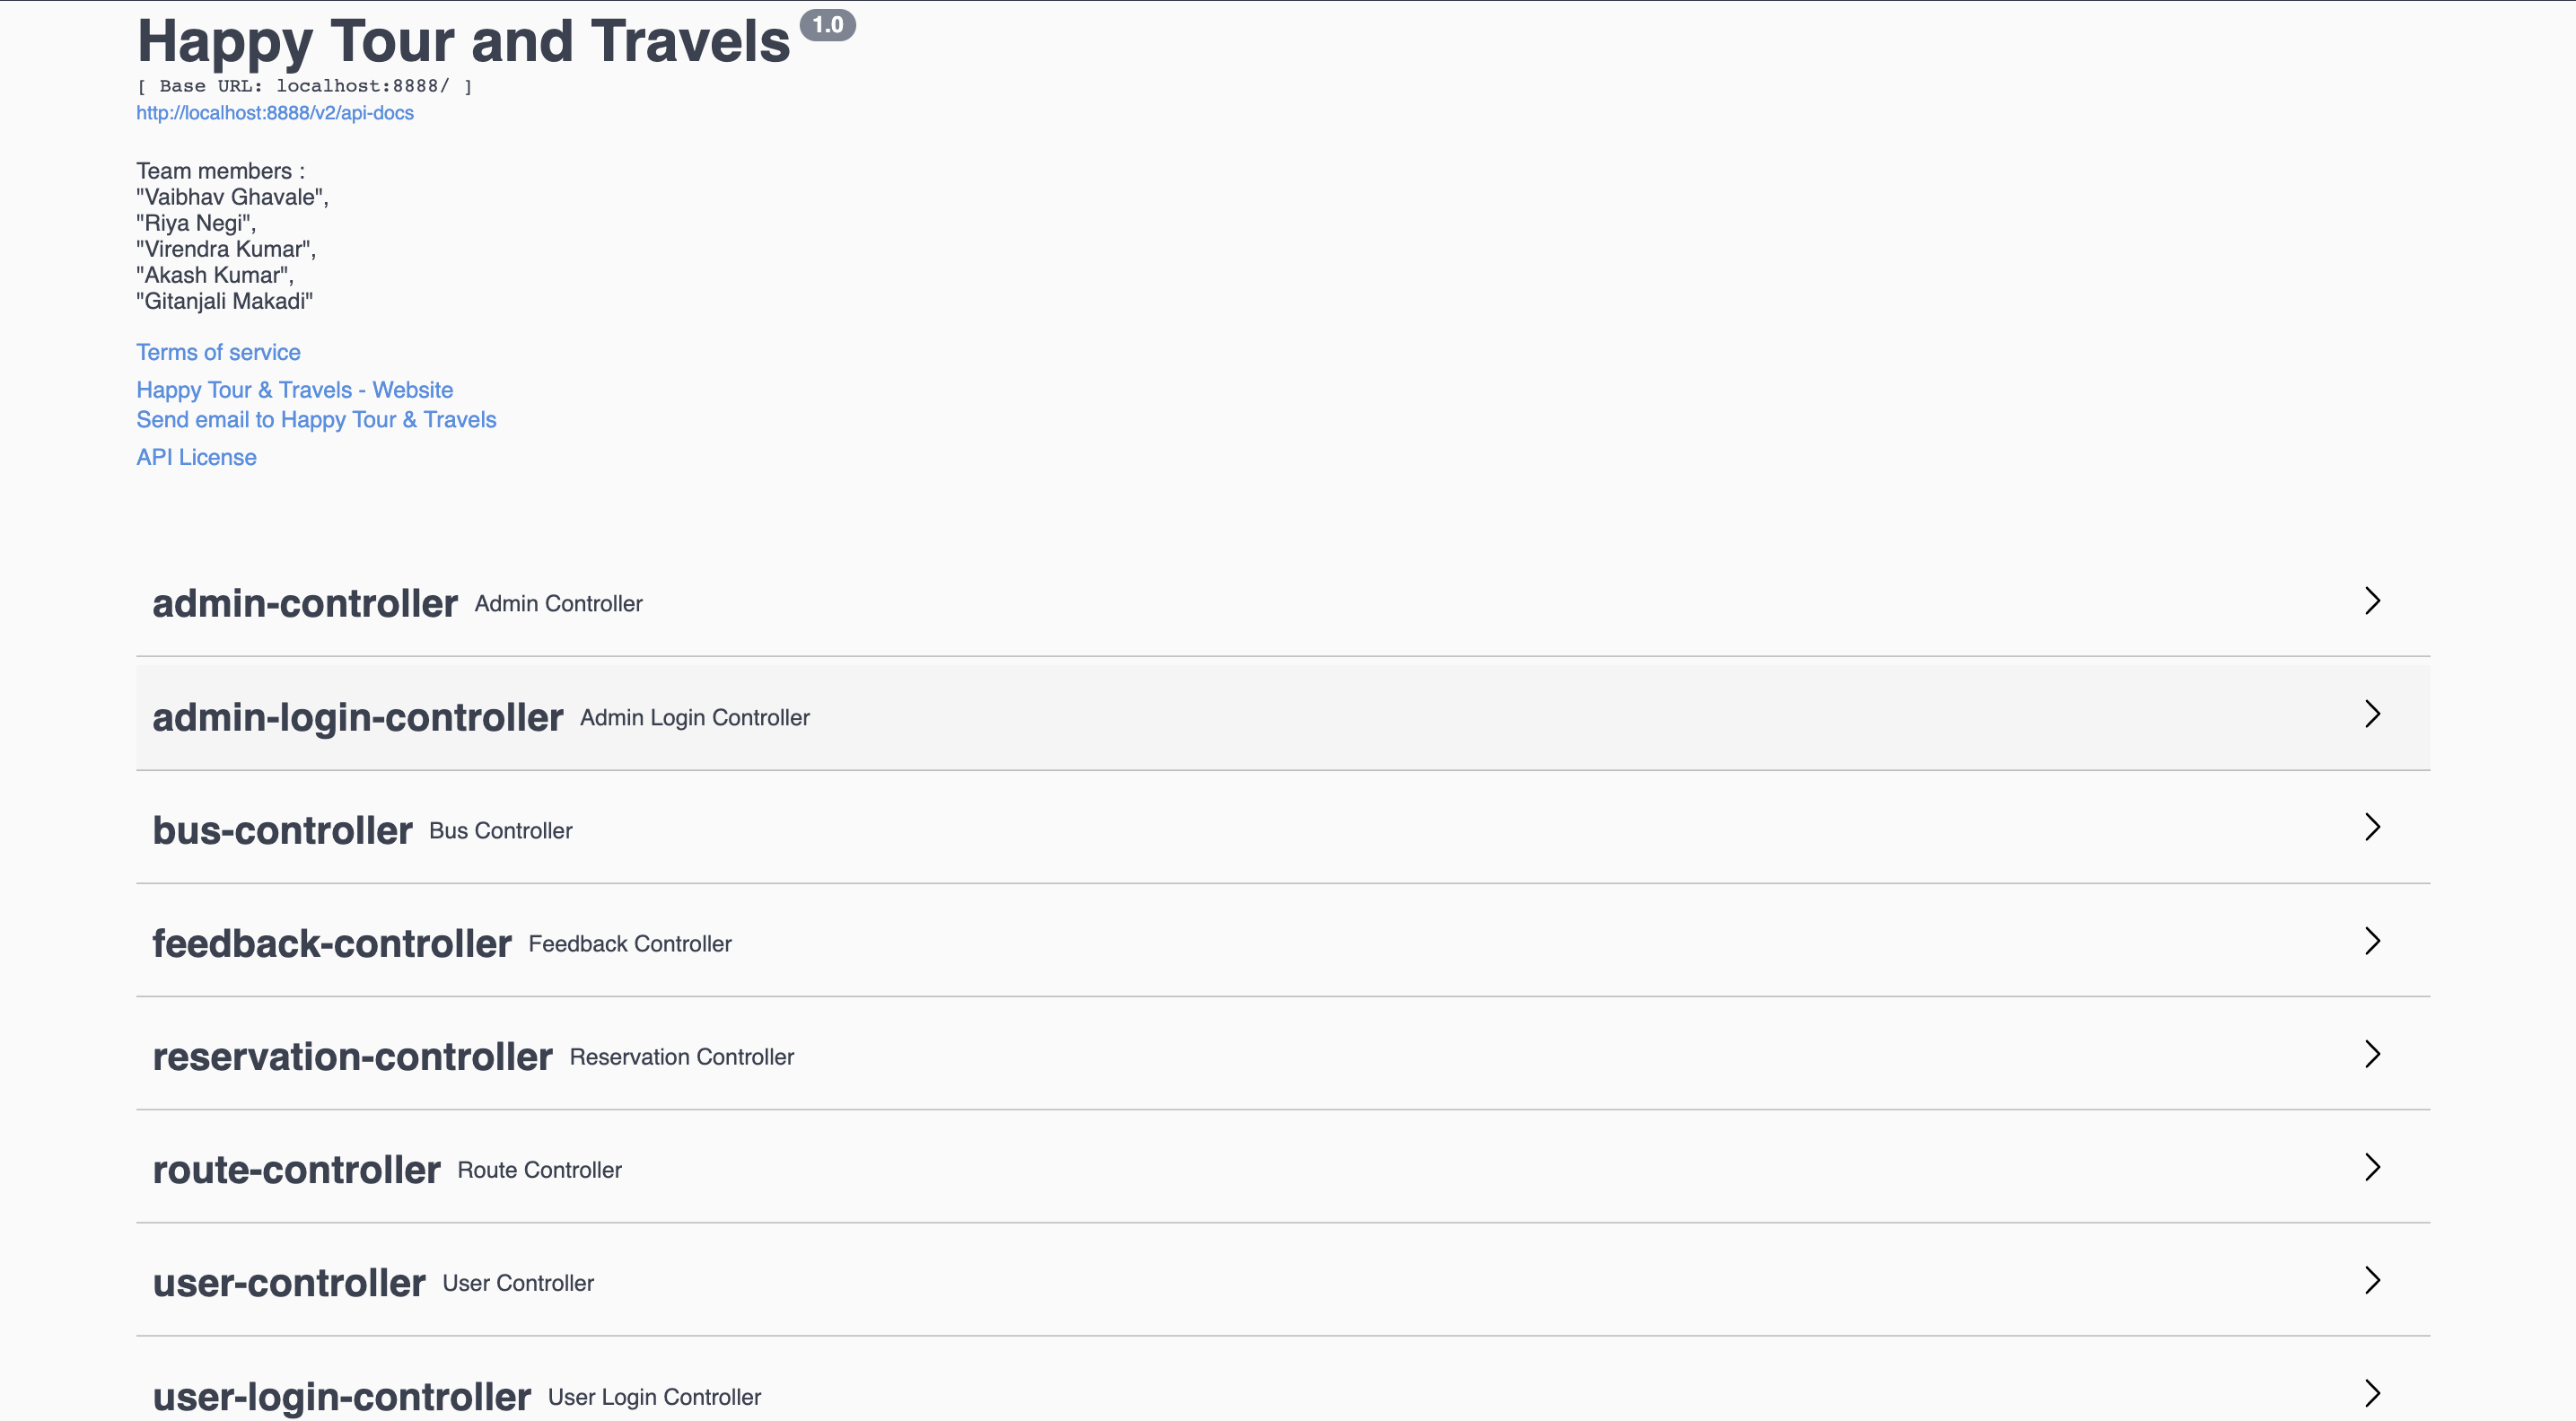 Happy Tour and Travels 1.0
[ Base URL: localhost:8888/ ]
http://localhost:8888/v2/api-docs
Team members :
"Vaibhav Ghavale",
"Riya Negi",
"Virendra Kumar",
"Akash Kumar",
"Gitanjali Makadi"
Terms of service
Happy Tour & Travels - Website
Send email to Happy Tour & Travels
API License
admin-controller Admin Controller
admin-login-controller Admin Login Controller
bus-controller Bus Controller
feedback-controller Feedback Controller
reservation-controller Reservation Controller
route-controller Route Controller
user-controller User Controller
user-login-controller User Login Controller